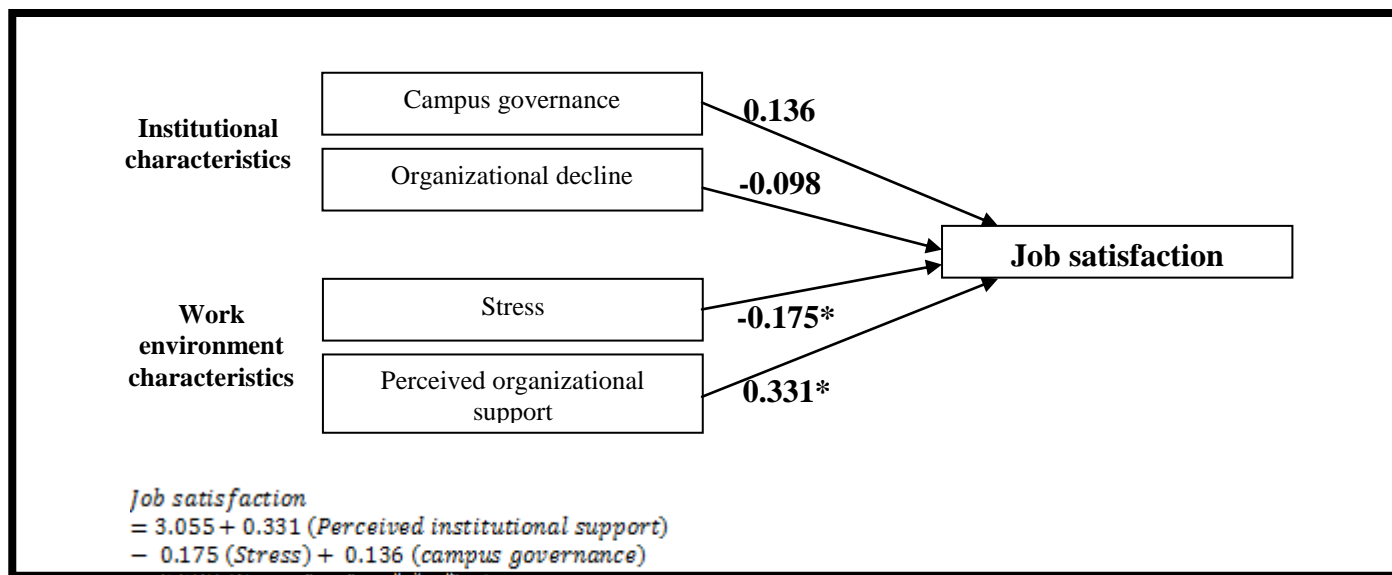 Campus governance
0.136
Institutional
characteristics
Organizational decline
-0.098
Job satisfaction
Stress
-0.175*
Work
environment
characteristics
Perceived organizational
support
0.331*
Job satisfaction
= 3.055 + 0.331 (Perceived institutional support)
− 0.175 (Stress) + 0.136 (campus governance)